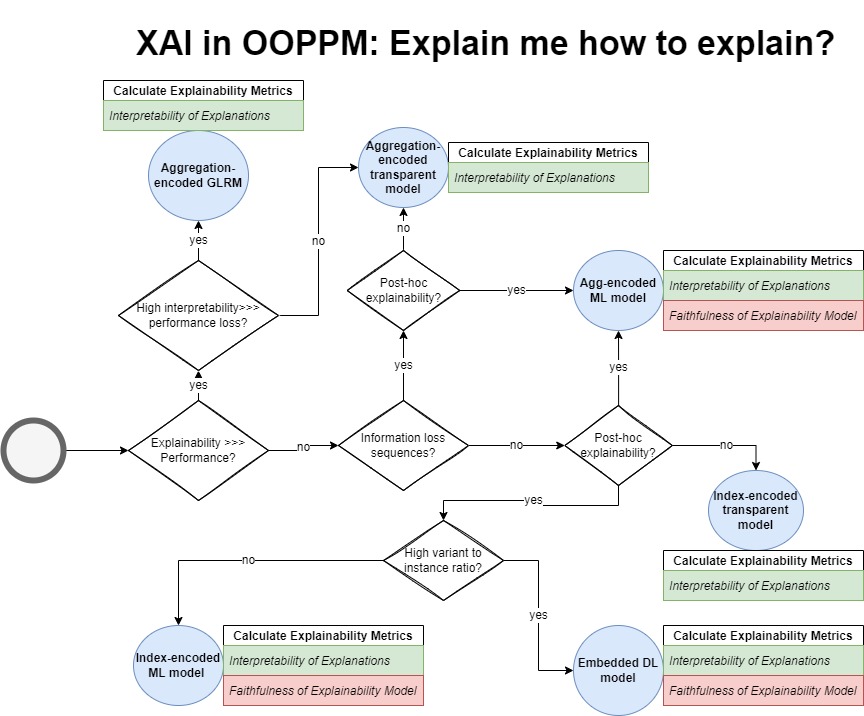 XAI in OOPPM: Explain me how to explain?
Calculate Explainability Metrics
Interpretability of Explanations
Aggregation-
encoded GLRM
Aggregation-
encoded
transparent
model
Calculate Explainability Metrics
Interpretability of Explanations
yes
no
no
High interpretability>>>
performance loss?
Post-hoc
explainability?
yes
Agg-encoded
ML model
Calculate Explainability Metrics
Interpretability of Explanations
Faithfulness of Explainability Model
yes
yes
yes
Explainability >>>
Performance?
no
Information loss
sequences?
no
Post-hoc
explainability?
no
Index-encoded
transparent
model
Calculate Explainability Metrics
Interpretability of Explanations
yes
High variant to
instance ratio?
no
yes
Index-encoded
ML model
Calculate Explainability Metrics
Interpretability of Explanations
Faithfulness of Explainability Model
Embedded DL
model
Calculate Explainability Metrics
Interpretability of Explanations
Faithfulness of Explainability Model